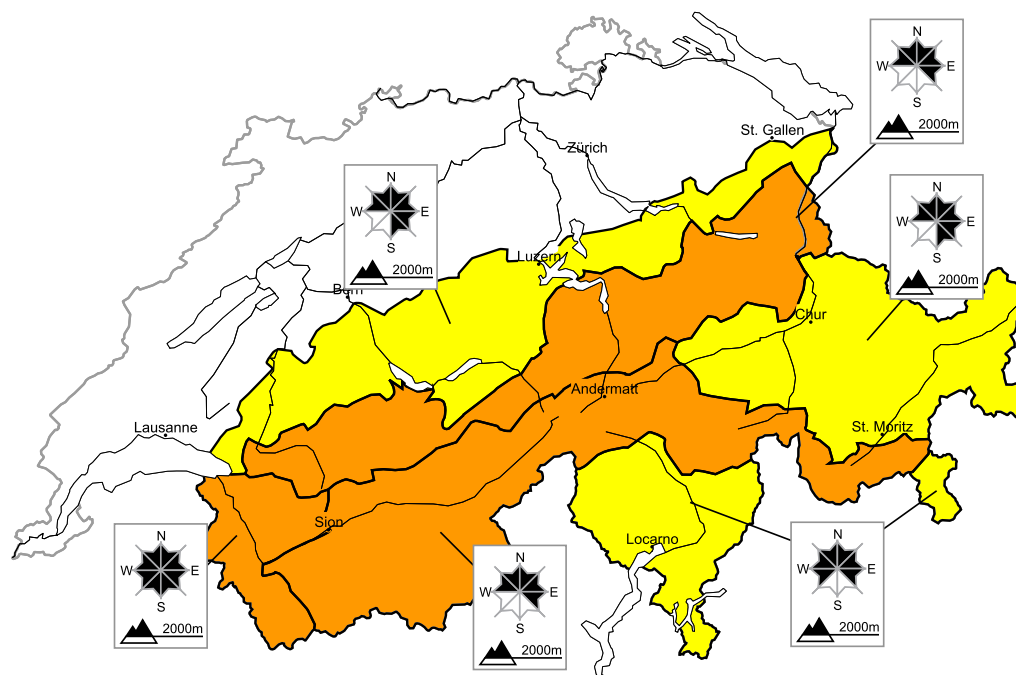 N
W E
S
2000m
St. Gallen
Zürich
N
W E
S
2000m
N
W E
S
2000m
Luzern
Bern
Chur
Andermatt
Lausanne
St. Moritz
Sion
Locarno
N
W E
S
2000m
N
W E
S
2000m
N
W E
S
2000m